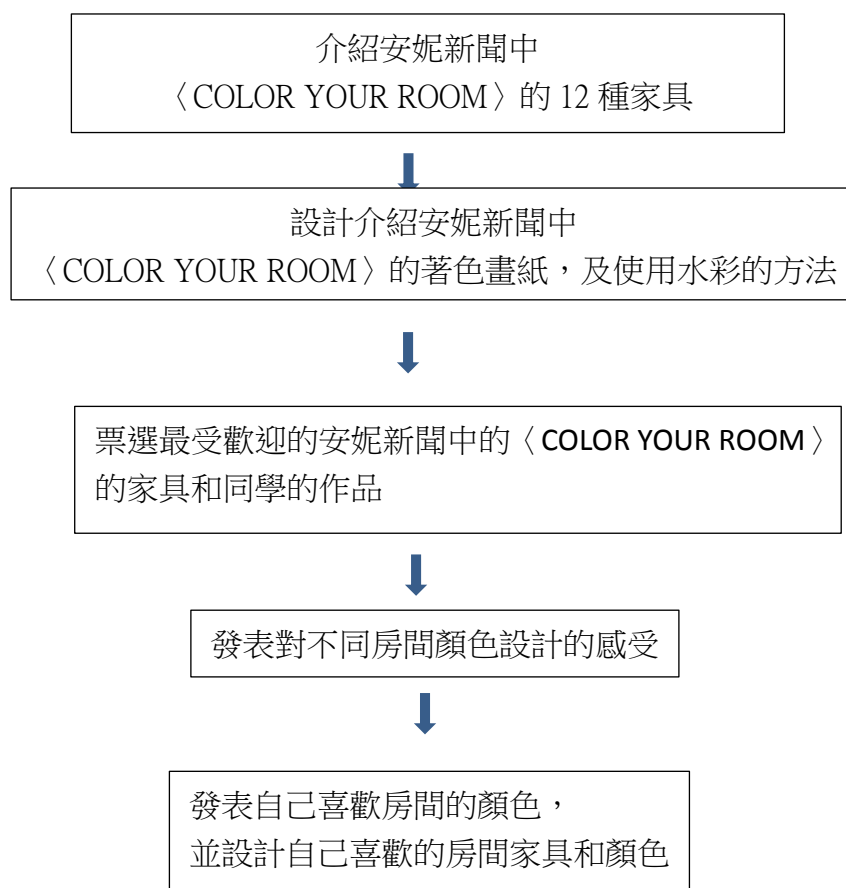 介紹安妮新聞中
〈COLOR YOUR ROOM〉的 12 種家具
設計介紹安妮新聞中
〈COLOR YOUR ROOM〉的著色畫紙，及使用水彩的方法
票選最受歡迎的安妮新聞中的〈COLOR YOUR ROOM〉
的家具和同學的作品
發表對不同房間顏色設計的感受
發表自己喜歡房間的顏色，
並設計自己喜歡的房間家具和顏色